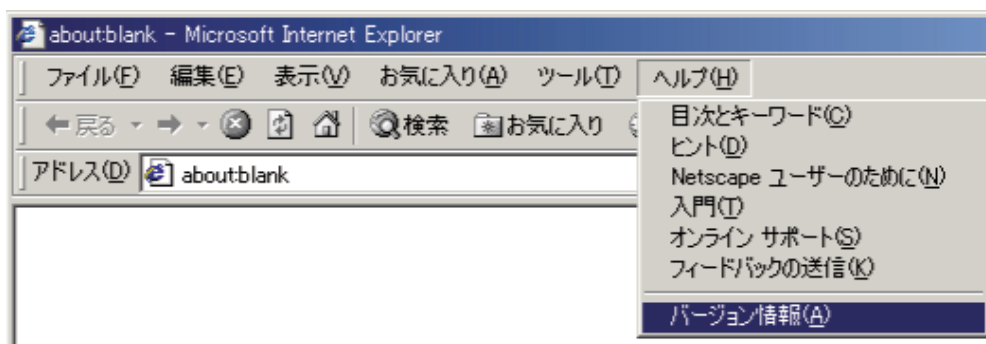 about:blank - Microsoft Internet Explorer
ファイル(F) 編集(E) 表示(V) お気に入り(A) ツール(T) ヘルプ(H)
戻る 検索 お気に入り
アドレス(D) about:blank
目次とキーワード(C)
ヒント(D)
Netscape ユーザーのために(N)
入門(T)
オンライン サポート(S)
フィードバックの送信(K)
バージョン情報(A)